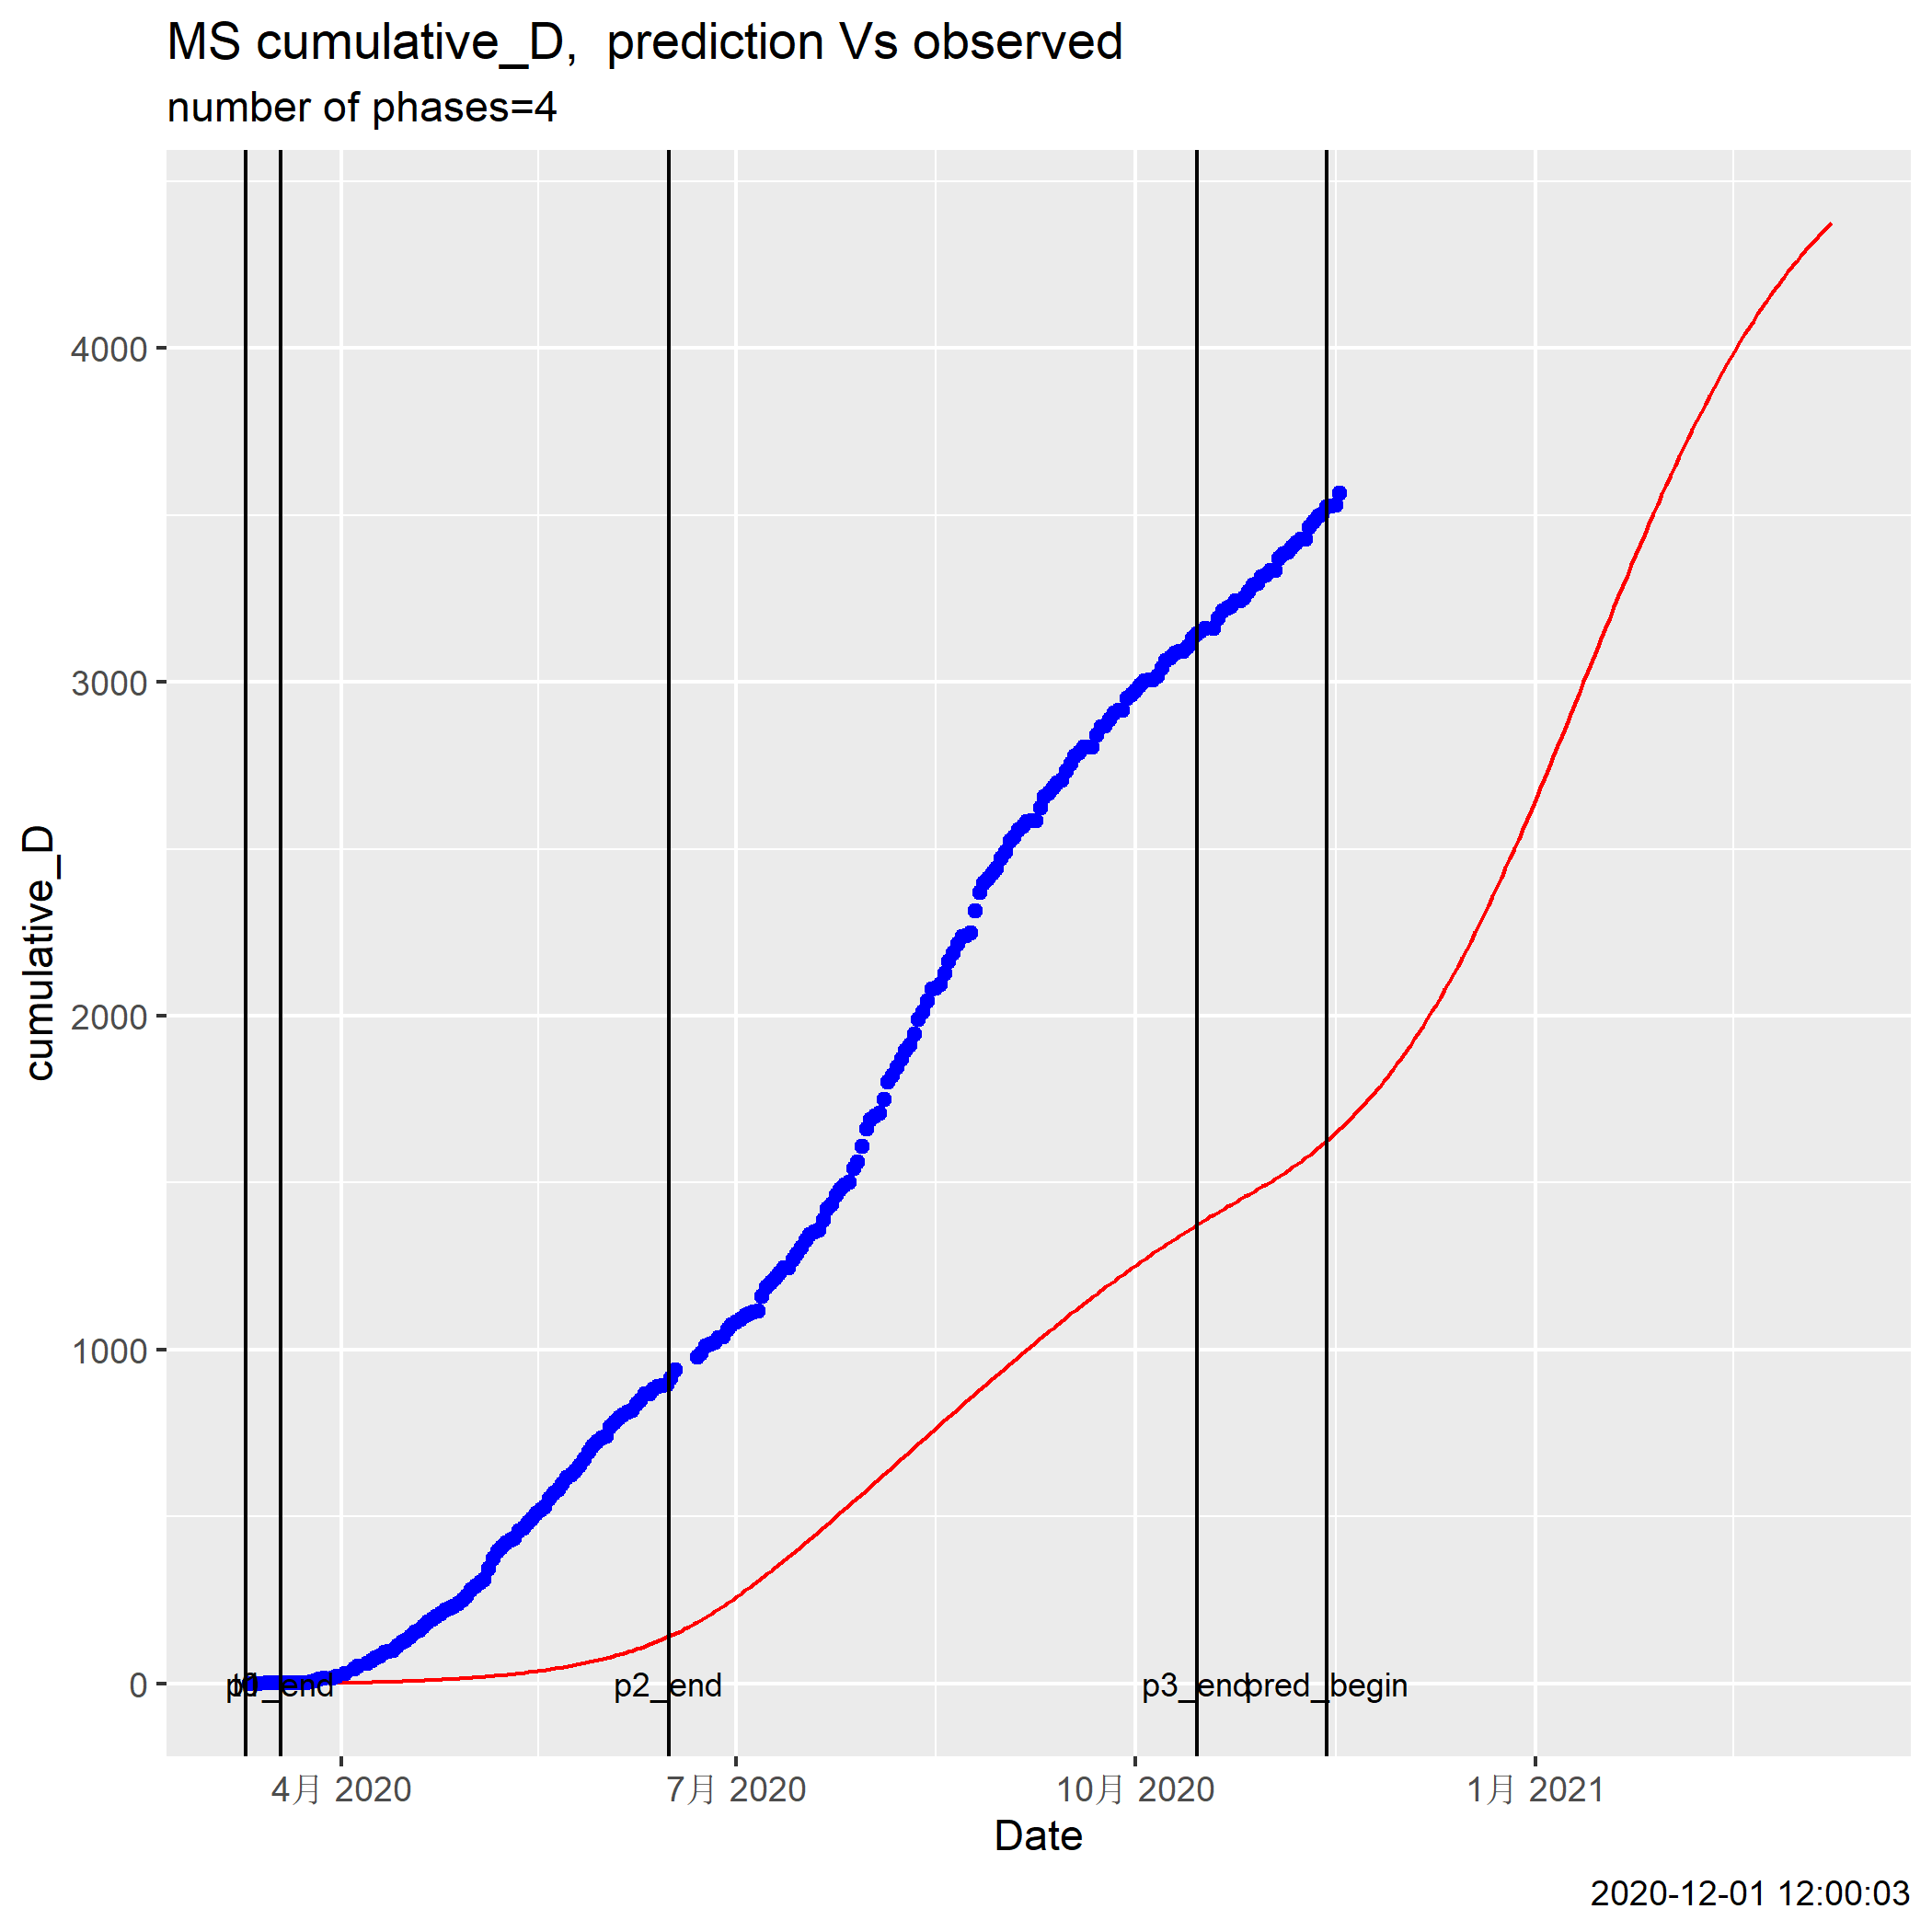 MS cumulative_D,  prediction Vs observed
number of phases=4
cumulative_D
4000
3000
2000
1000
0
p2_end
p3_end
pred_begin
4月 2020
7月 2020
10月 2020
1月 2021
Date
2020-12-01 12:00:03